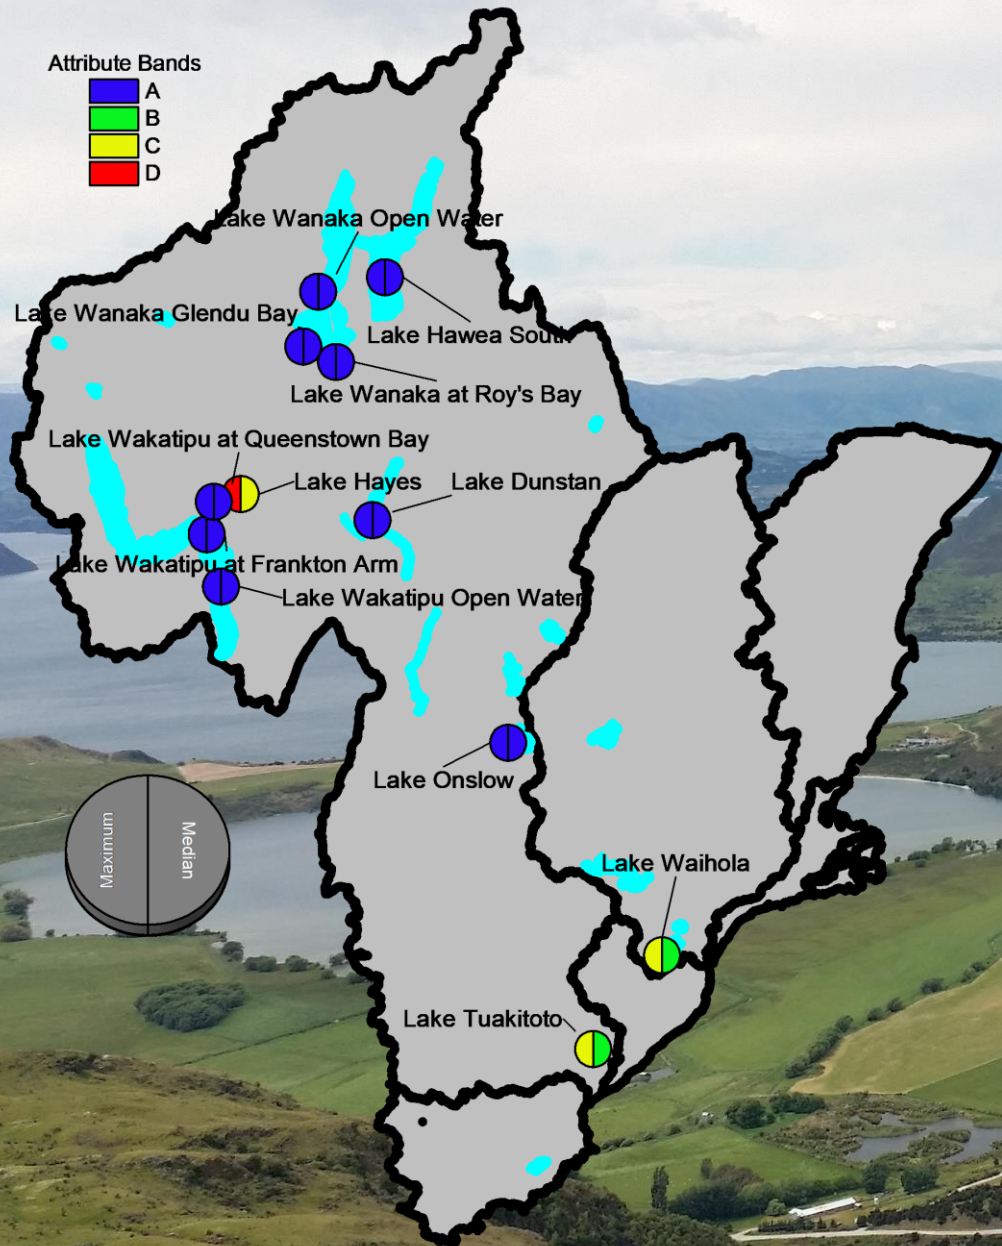 Attribute Bands
A
B
C
D
Lake Wanaka Open Water
Lake Wanaka Glendu Bay
Lake Hawea South
Lake Wanaka at Roy's Bay
Lake Wakatipu at Queenstown Bay
Lake Hayes
Lake Dunstan
Lake Wakatipu at Frankton Arm
Lake Wakatipu Open Water
Lake Onslow
Maximum
Median
Lake Waihola
Lake Tuakitoto